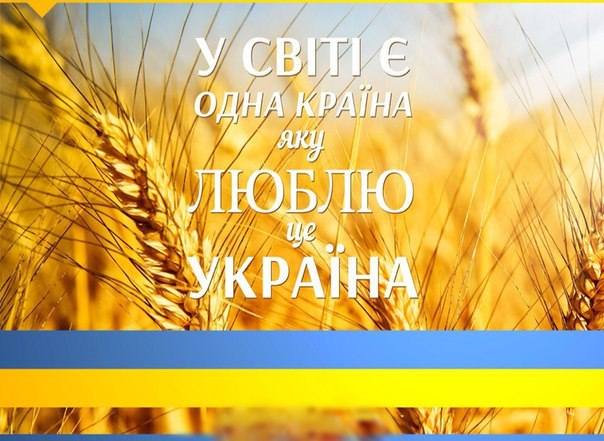 У СВІТІ Є
ОДНА КРАЇНА
яку
ЛЮБЛЮ
це
УКРАЇНА